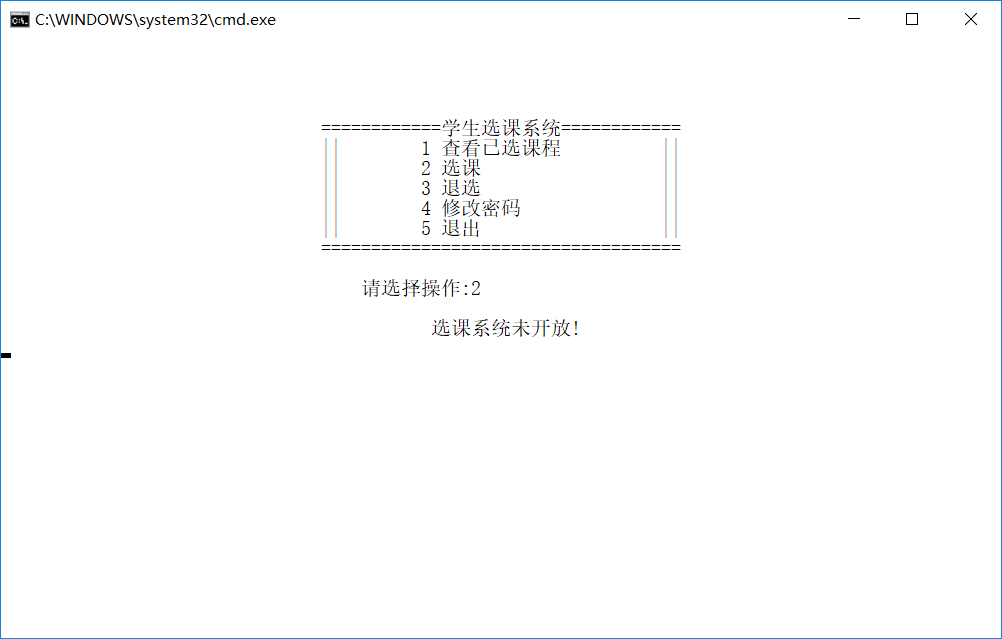 C:\WINDOWS\system32\cmd.exe
============学生选课系统============
|| 1 查看已选课程 ||
|| 2 选课 ||
|| 3 退选 ||
|| 4 修改密码 ||
|| 5 退出 ||
====================================
请选择操作:2
选课系统未开放!